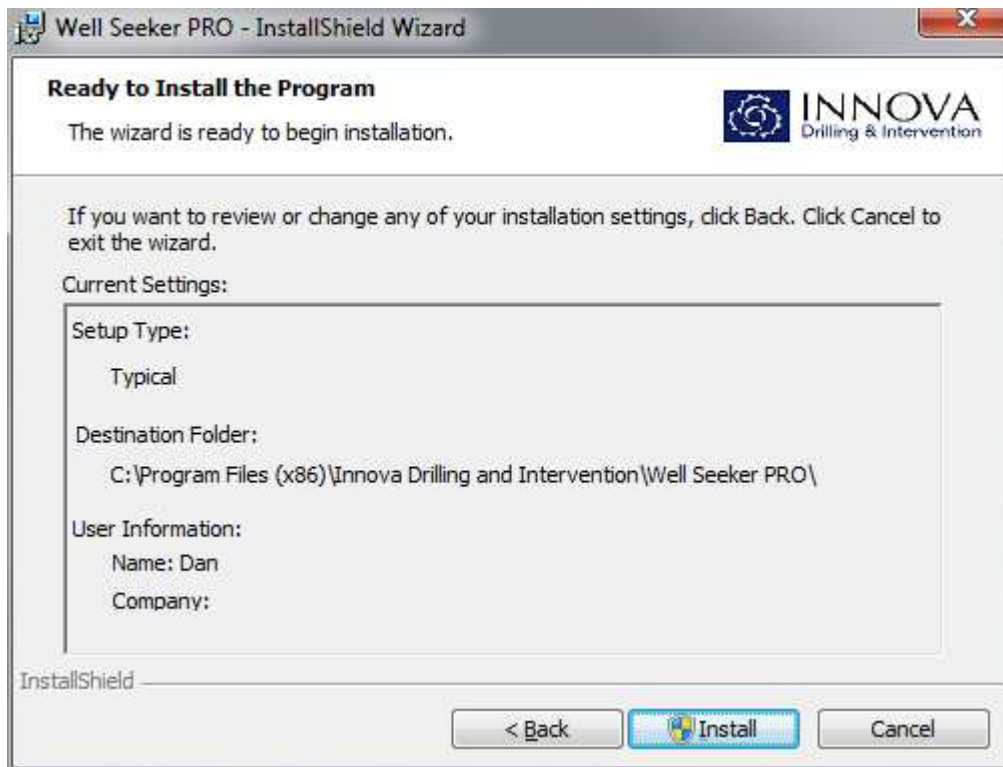 Well Seeker PRO - InstallShield Wizard
Ready to Install the Program
The wizard is ready to begin installation.
INNOVA
Drilling & Intervention
If you want to review or change any of your installation settings, click Back. Click Cancel to
exit the wizard.
Current Settings:
Setup Type:
Typical
Destination Folder:
C:\Program Files (x86)\Innova Drilling and Intervention\Well Seeker PRO\
User Information:
Name: Dan
Company:
InstallShield
< Back
Install
Cancel